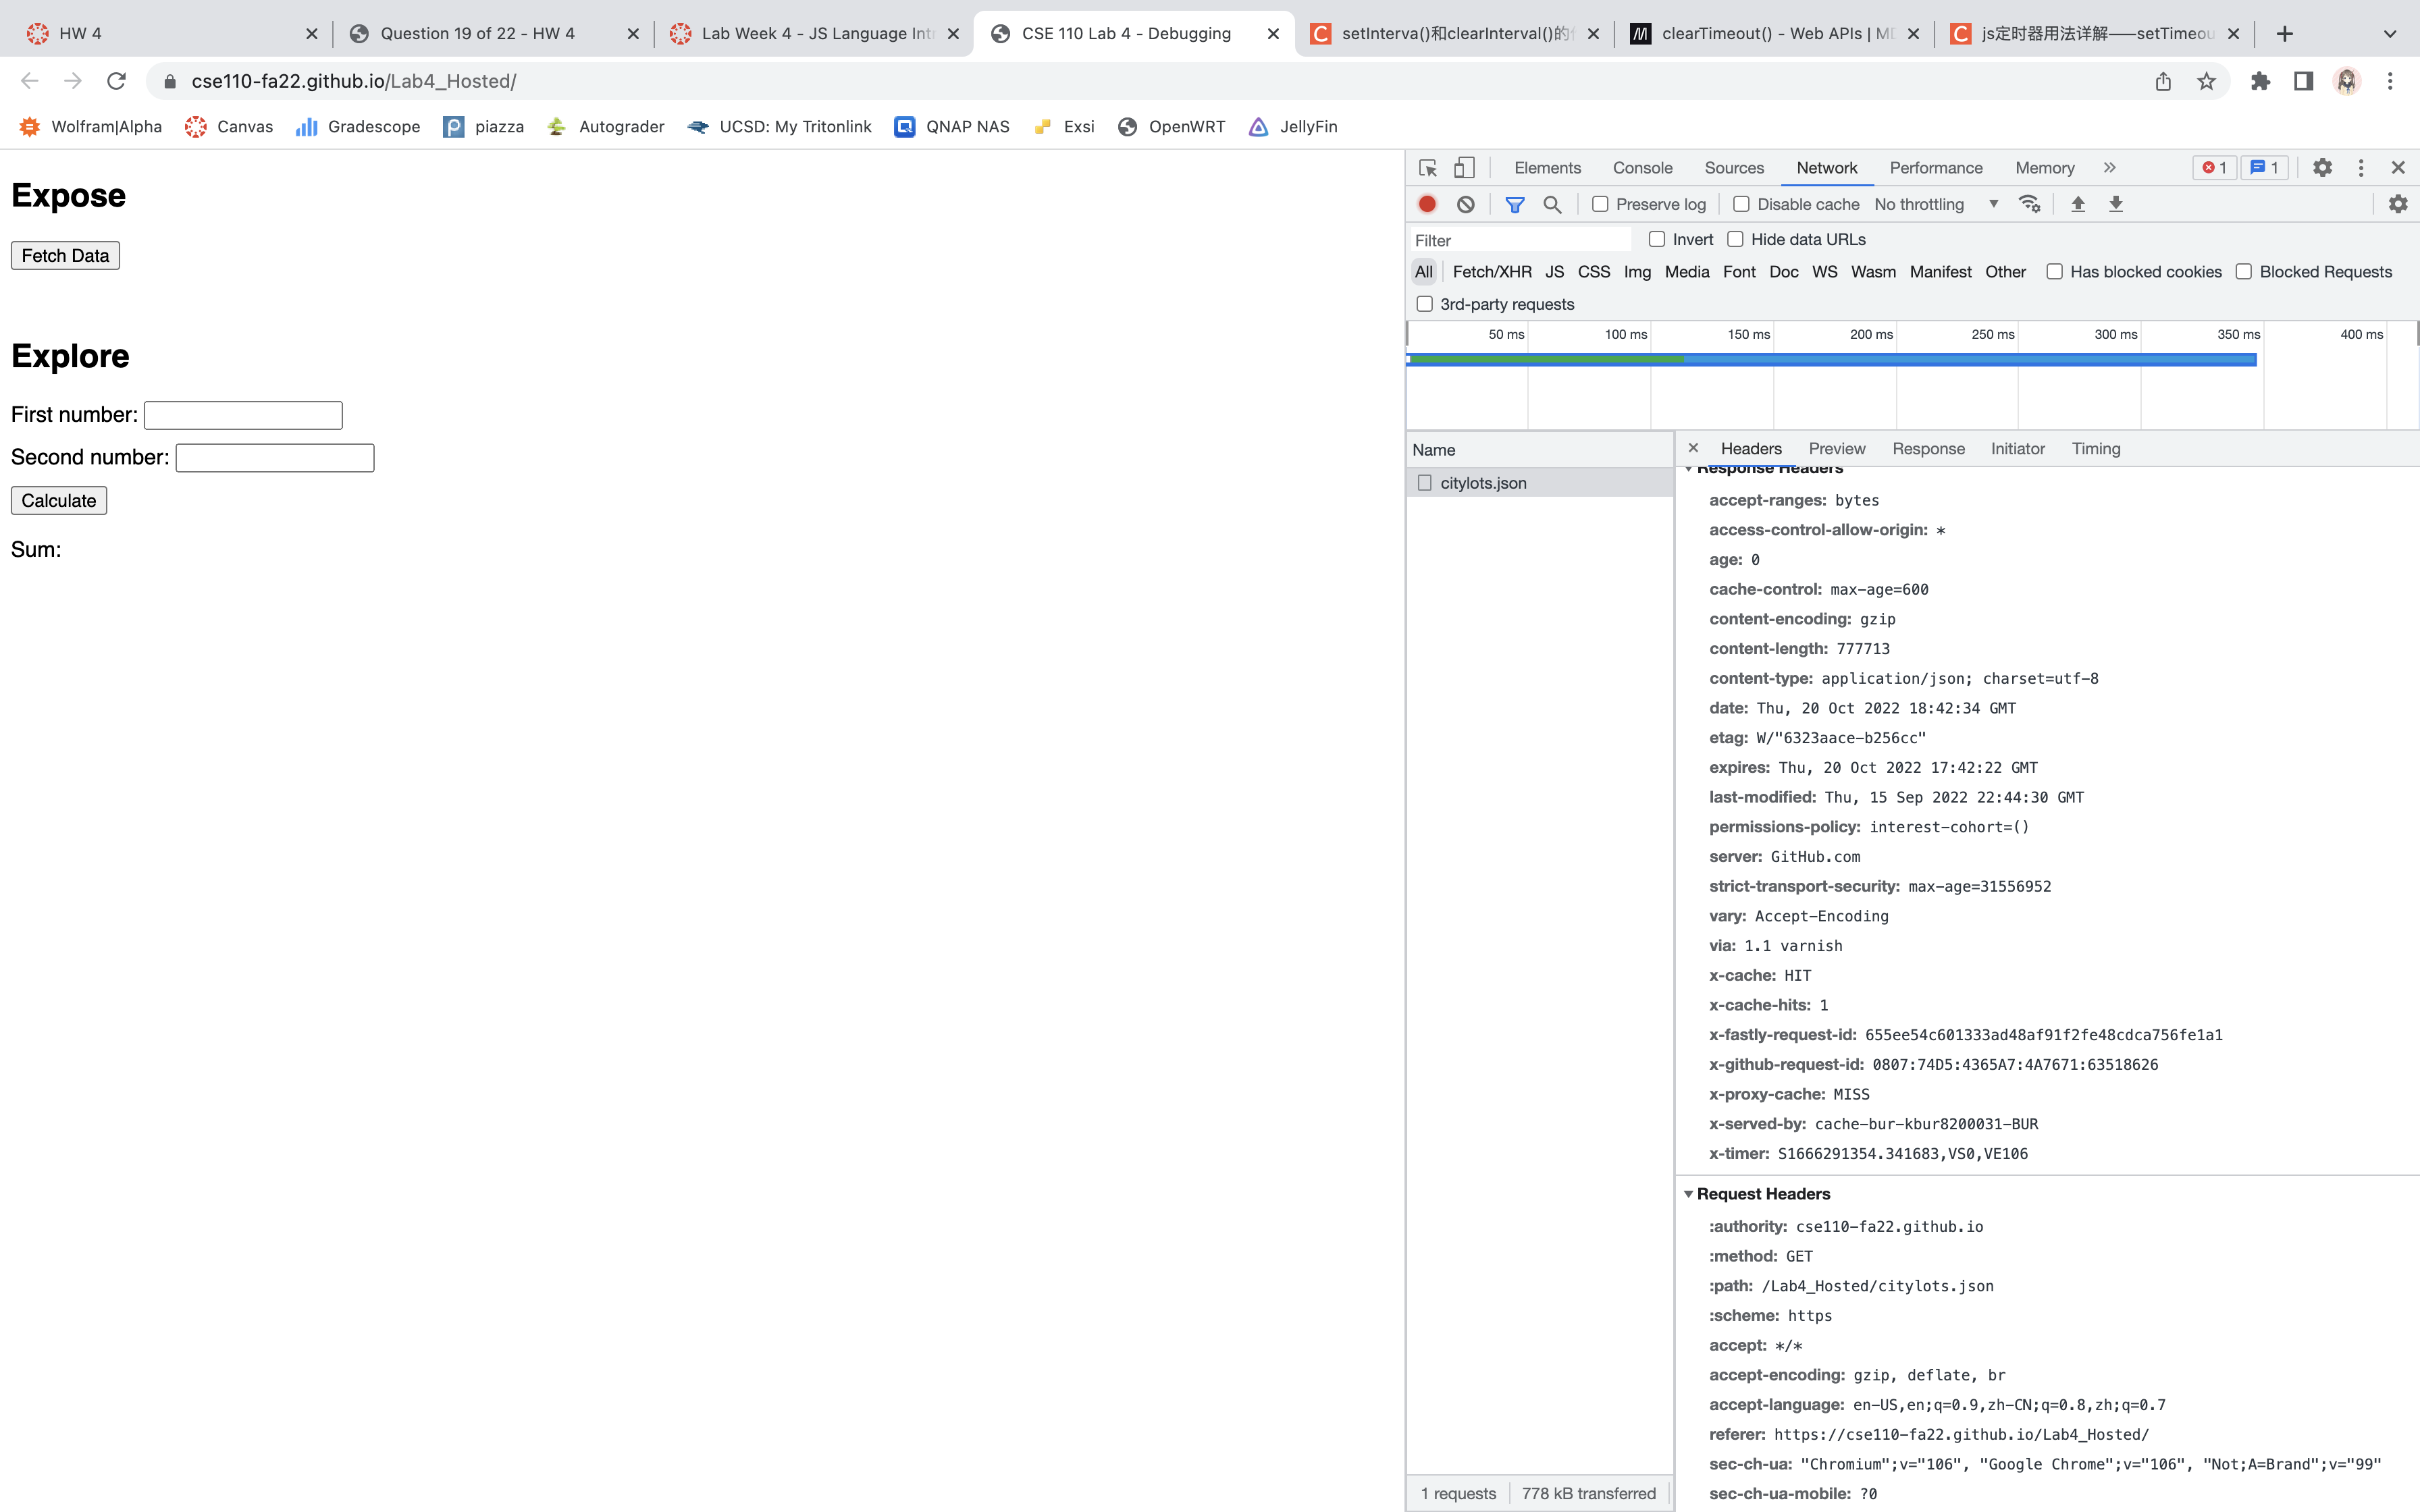 HW 4
Question 19 of 22 - HW 4
Lab Week 4 - JS Language Intr
CSE 110 Lab 4 - Debugging
setInterva()和clearInterval()的
clearTimeout() - Web APIs | M
js定时器用法详解——setTimeou
cse110-fa22.github.io/Lab4_Hosted/
Wolfram|Alpha
Canvas
Gradescope
piazza
Autograder
UCSD: My Tritonlink
QNAP NAS
Exsi
OpenWRT
JellyFin
Expose
Fetch Data
Explore
First number:
Second number:
Calculate
Sum:
Elements Console Sources Network Performance Memory 1 1
Preserve log Disable cache No throttling
Filter Invert Hide data URLs
All Fetch/XHR JS CSS Img Media Font Doc WS Wasm Manifest Other Has blocked cookies Blocked Requests
3rd-party requests
50 ms 100 ms 150 ms 200 ms 250 ms 300 ms 350 ms 400 ms
Name
citylots.json
Headers Preview Response Initiator Timing
Response Headers
accept-ranges: bytes
access-control-allow-origin: *
age: 0
cache-control: max-age=600
content-encoding: gzip
content-length: 777713
content-type: application/json; charset=utf-8
date: Thu, 20 Oct 2022 18:42:34 GMT
etag: W/"6323aace-b256cc"
expires: Thu, 20 Oct 2022 17:42:22 GMT
last-modified: Thu, 15 Sep 2022 22:44:30 GMT
permissions-policy: interest-cohort=()
server: GitHub.com
strict-transport-security: max-age=31556952
vary: Accept-Encoding
via: 1.1 varnish
x-cache: HIT
x-cache-hits: 1
x-fastly-request-id: 655ee54c601333ad48af91f2fe48cdca756fe1a1
x-github-request-id: 0807:74D5:4365A7:4A7671:63518626
x-proxy-cache: MISS
x-served-by: cache-bur-kbur8200031-BUR
x-timer: S1666291354.341683,VS0,VE106
Request Headers
:authority: cse110-fa22.github.io
:method: GET
:path: /Lab4_Hosted/citylots.json
:scheme: https
accept: */*
accept-encoding: gzip, deflate, br
accept-language: en-US,en;q=0.9,zh-CN;q=0.8,zh;q=0.7
referer: https://cse110-fa22.github.io/Lab4_Hosted/
sec-ch-ua: "Chromium";v="106", "Google Chrome";v="106", "Not;A=Brand";v="99"
sec-ch-ua-mobile: ?0
1 requests 778 kB transferred